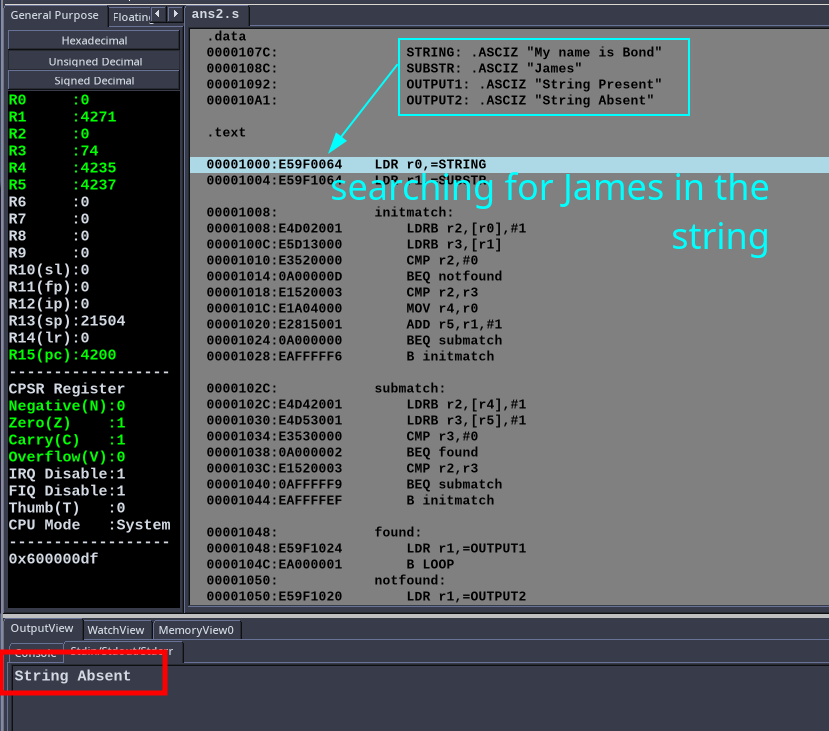 General Purpose
Floatin
ans2.s
Hexadecimal
Unsigned Decimal
Signed Decimal
R0     :0
R1     :4271
R2     :0
R3     :74
R4     :4235
R5     :4237
R6     :0
R7     :0
R8     :0
R9     :0
R10(sl):0
R11(fp):0
R12(ip):0
R13(sp):21504
R14(lr):0
R15(pc):4200
------------------
CPSR Register
Negative(N):0
Zero(Z)    :1
Carry(C)   :1
Overflow(V):0
IRQ Disable:1
FIQ Disable:1
Thumb(T)   :0
CPU Mode   :System
------------------
0x600000df
.data
0000107C:                STRING: .ASCIZ "My name is Bond"
0000108C:                SUBSTR: .ASCIZ "James"
00001092:                OUTPUT1: .ASCIZ "String Present"
000010A1:                OUTPUT2: .ASCIZ "String Absent"
.text
00001000:E59F0064    LDR r0,=STRING
00001004:E59F1064    LDR r1,=SUBSTR
searching for James in the
string
00001008:            initmatch:
00001008:E4D02001        LDRB r2,[r0],#1
0000100C:E5D13000        LDRB r3,[r1]
00001010:E3520000        CMP r2,#0
00001014:0A00000D        BEQ notfound
00001018:E1520003        CMP r2,r3
0000101C:E1A04000        MOV r4,r0
00001020:E2815001        ADD r5,r1,#1
00001024:0A000000        BEQ submatch
00001028:EAFFFFF6        B initmatch
0000102C:            submatch:
0000102C:E4D42001        LDRB r2,[r4],#1
00001030:E4D53001        LDRB r3,[r5],#1
00001034:E3530000        CMP r3,#0
00001038:0A000002        BEQ found
0000103C:E1520003        CMP r2,r3
00001040:0AFFFFF9        BEQ submatch
00001044:EAFFFFEF        B initmatch
00001048:            found:
00001048:E59F1024        LDR r1,=OUTPUT1
0000104C:EA000001        B LOOP
00001050:            notfound:
00001050:E59F1020        LDR r1,=OUTPUT2
OutputView
WatchView
MemoryView0
Console
Stdin/Stdout/Stderr
String Absent